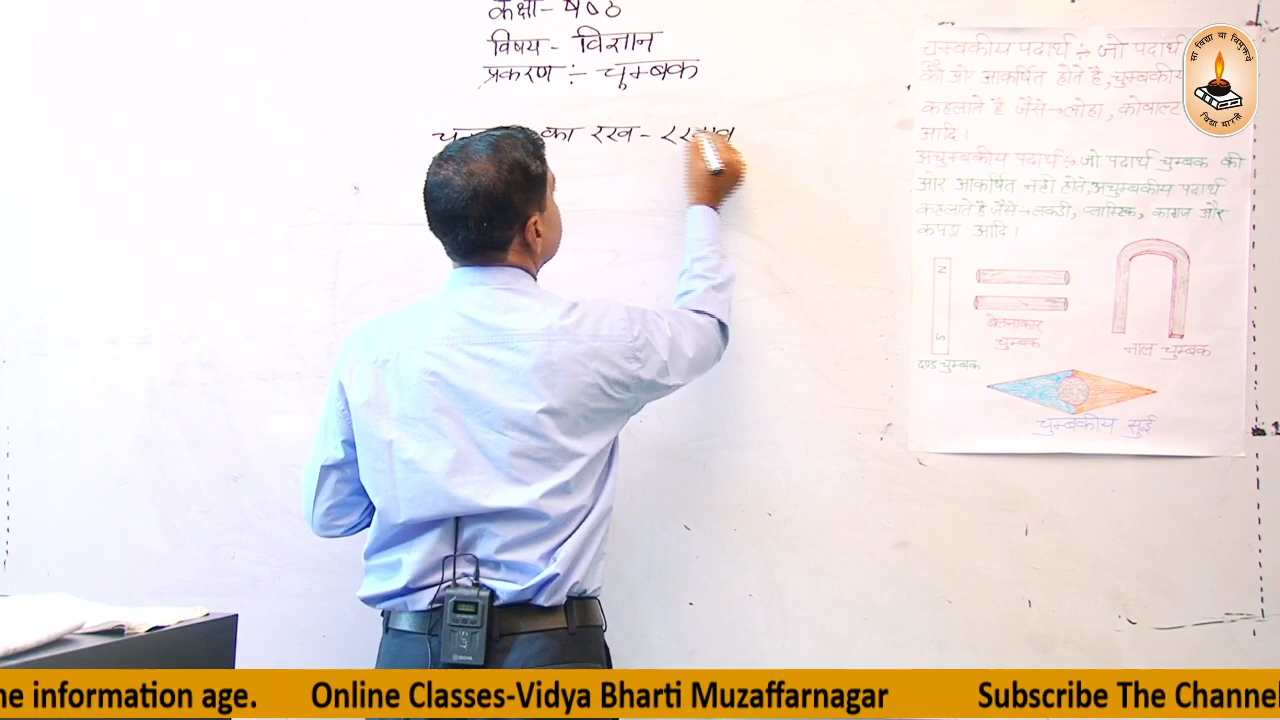 कक्षा- षष्ठ
विषय - विज्ञान
प्रकरण ÷ चुम्बक
का रख-
चुम्बकीय पदार्थ ÷ जो पदार्थ
की ओर आकर्षित होते है, चुम्बकीय
कहलाते है जैसे→लोहा, कोबाल्ट
आदि।
अचुम्बकीय पदार्थ ÷ जो पदार्थ चुम्बक की
ओर आकर्षित नही होते, अचुम्बकीय पदार्थ
कहलाते है जैसे→लकडी, प्लास्टिक, कागज और
कपड़ा आदि।
N
S
दण्ड चुम्बक
बेलनाकार
चुम्बक
नाल चुम्बक
चुम्बकीय सुई
सा विद्या या विमुक्तये
विद्या भारती
BOYA
he information age. Online Classes-Vidya Bharti Muzaffarnagar Subscribe The Channel